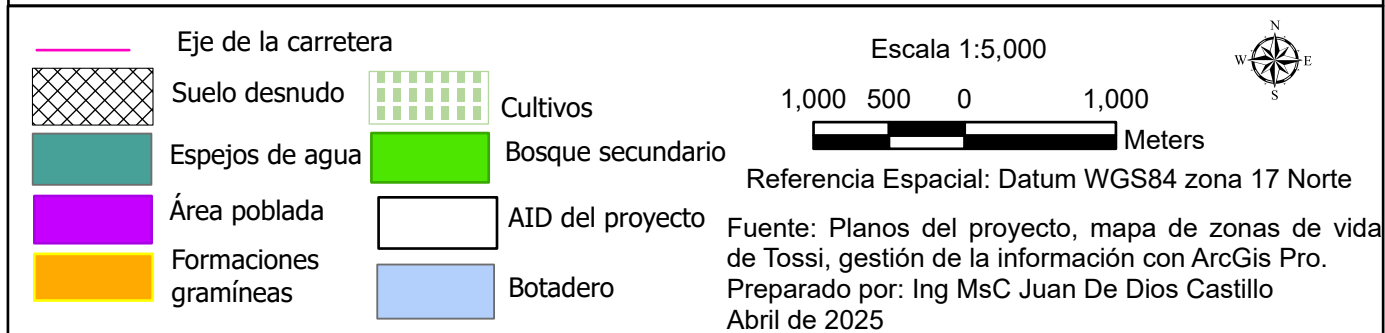 Eje de la carretera
Suelo desnudo
Espejos de agua
Área poblada
Formaciones
gramíneas
Cultivos
Bosque secundario
AID del proyecto
Botadero
Escala 1:5,000
N
W E
S
1,000 500 0 1,000
Meters
Referencia Espacial: Datum WGS84 zona 17 Norte
Fuente: Planos del proyecto, mapa de zonas de vida
de Tossi, gestión de la información con ArcGis Pro.
Preparado por: Ing MsC Juan De Dios Castillo
Abril de 2025